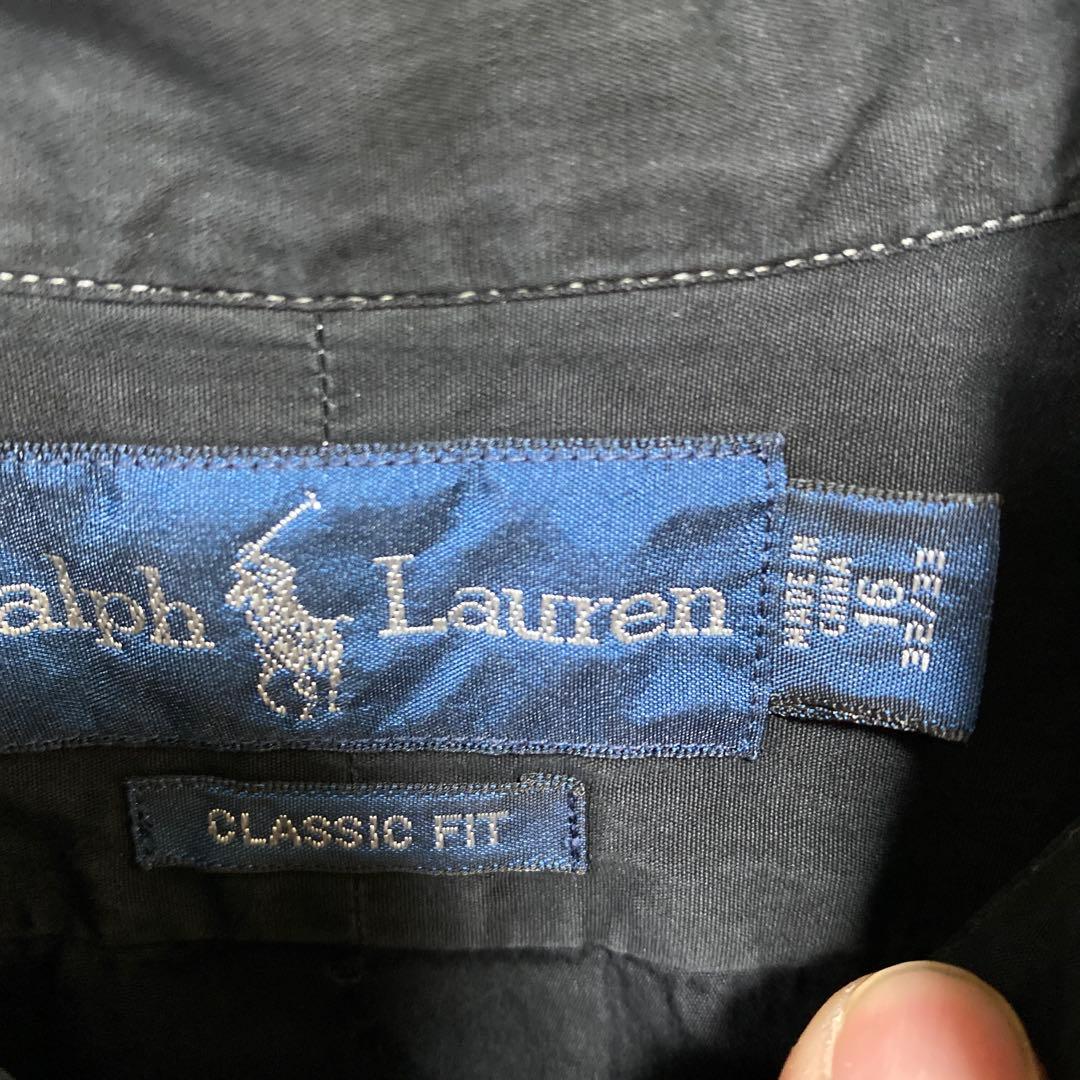 alph Lauren
MADE IN
CHINA
16
32/33
CLASSIC FIT